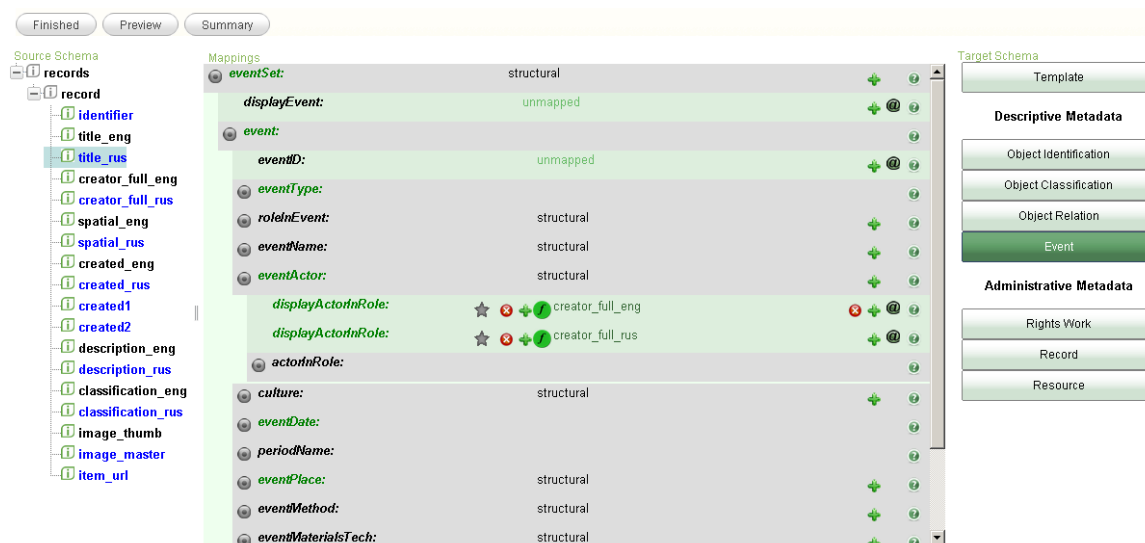 Finished Preview Summary
Source Schema
records
record
identifier
title_eng
title_rus
creator_full_eng
creator_full_rus
spatial_eng
spatial_rus
created_eng
created_rus
created1
created2
description_eng
description_rus
classification_eng
classification_rus
image_thumb
image_master
item_url
Mappings
eventSet: structural
displayEvent: unmapped
event:
eventID: unmapped
eventType:
roleInEvent: structural
eventName: structural
eventActor: structural
displayActorInRole: creator_full_eng
displayActorInRole: creator_full_rus
actorInRole:
culture: structural
eventDate:
periodName:
eventPlace: structural
eventMethod: structural
eventMaterialsTech: structural
Target Schema
Template
Descriptive Metadata
Object Identification
Object Classification
Object Relation
Event
Administrative Metadata
Rights Work
Record
Resource